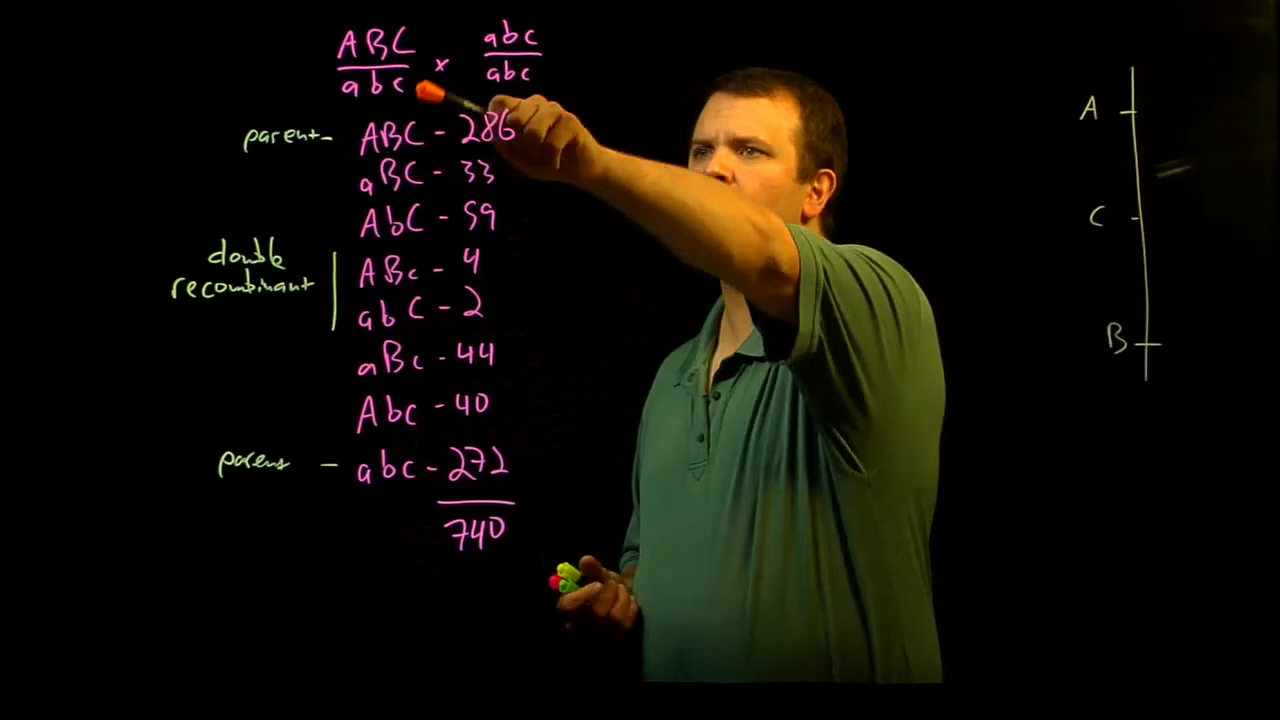 ABC × abc
abc abc
parent - ABC - 286
aBC - 33
AbC - 59
double
recombinant
ABc - 4
abC - 2
aBc - 44
Abc - 40
parent - abc - 272
740
A
C
B